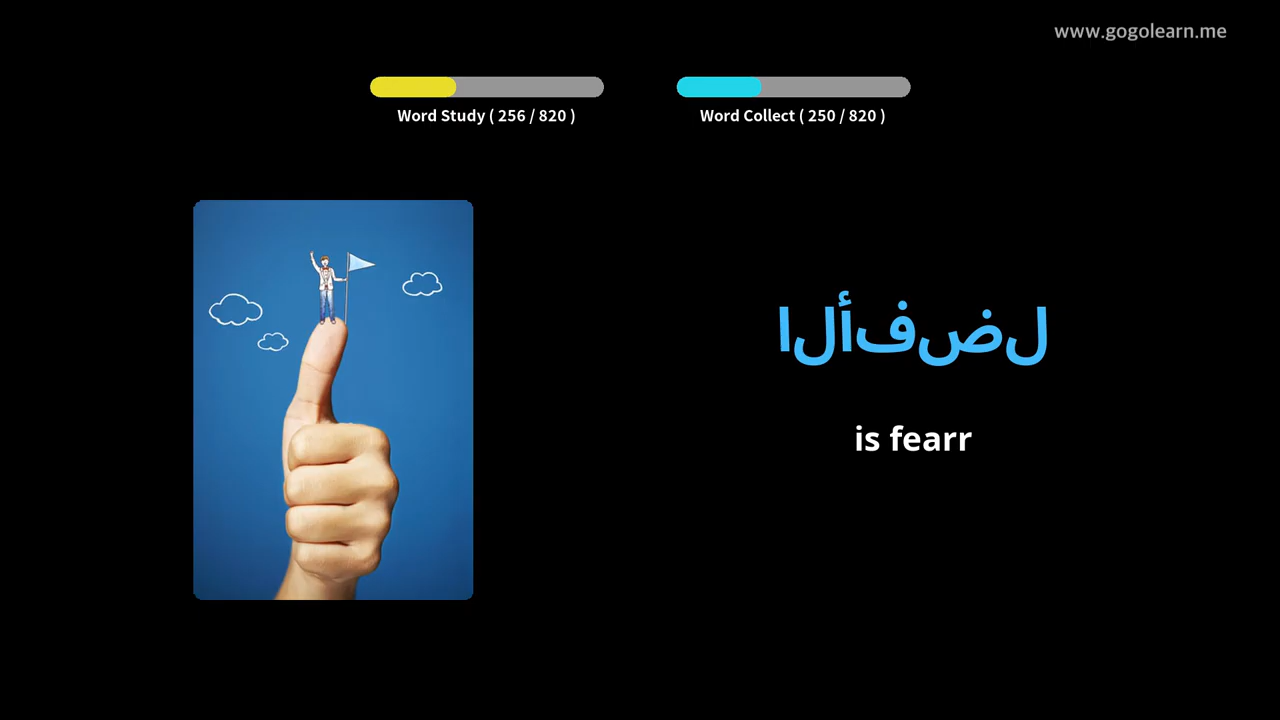 www.gogolearn.me
Word Study ( 256 / 820 )
Word Collect ( 250 / 820 )
الأفضل
is fearr